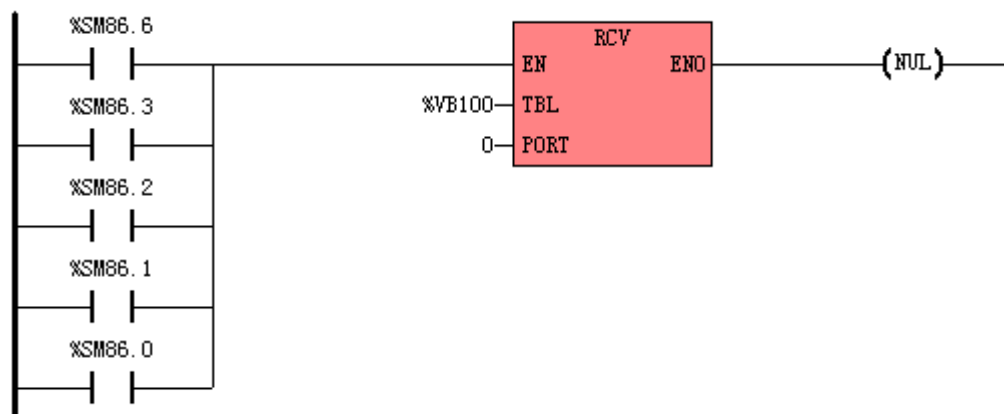 %SM86.6
RCV
EN ENO
(NUL)
%SM86.3
%VB100 TBL
0 PORT
%SM86.2
%SM86.1
%SM86.0